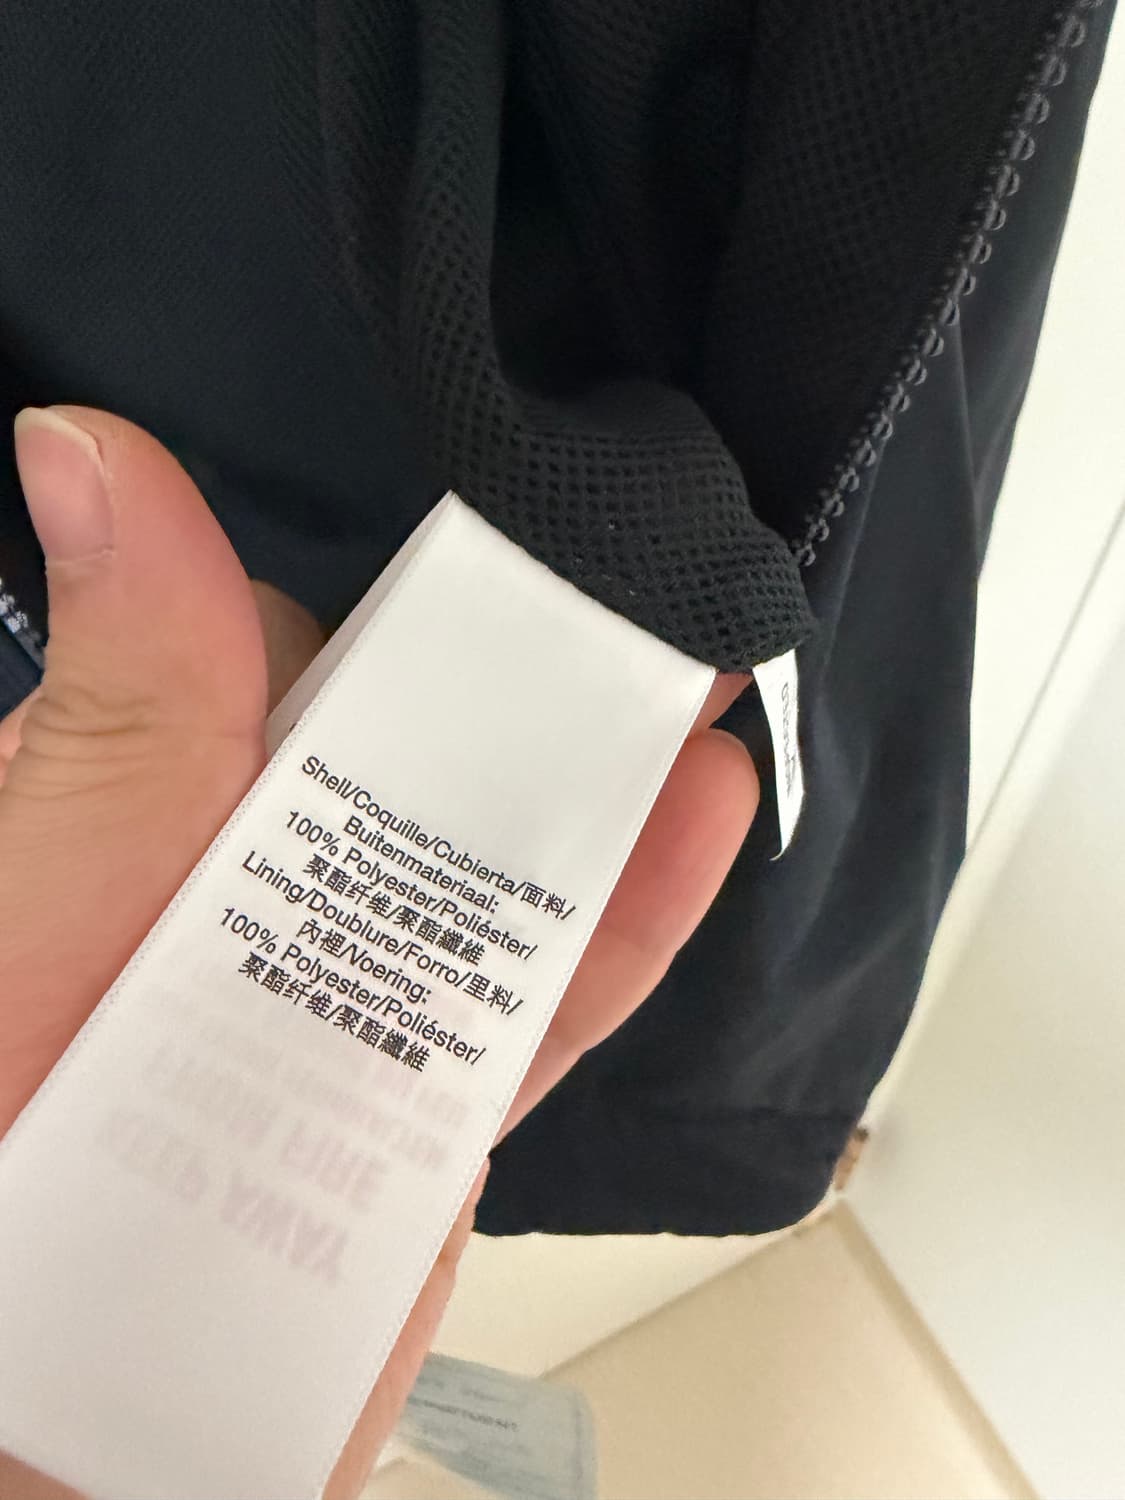 Shell/Coquille/Cubierta/面料/
Buitenmateriaal:
100% Polyester/Poliéster/
聚酯纤维/聚酯纖維
Lining/Doublure/Forro/里料/
內裡/Voering:
100% Polyester/Poliéster/
聚酯纤维/聚酯纖維